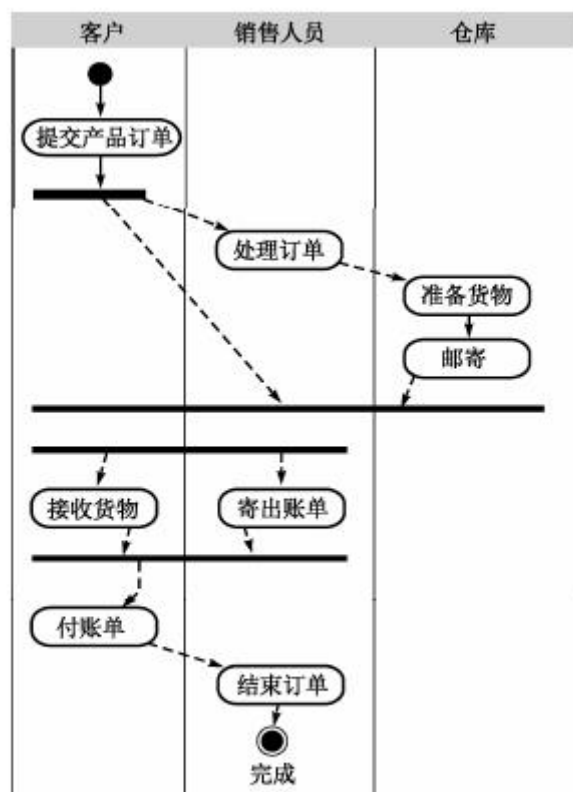 客户 销售人员 仓库
提交产品订单
处理订单
准备货物
邮寄
接收货物 寄出账单
付账单
结束订单
完成